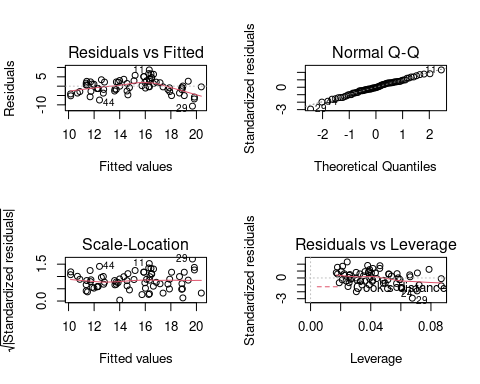 Residuals vs Fitted
Residuals
5
-10
11
44
29
10 12 14 16 18 20
Fitted values
Normal Q-Q
Standardized residuals
0
-3
11
29
-2 -1 0 1 2
Theoretical Quantiles
Scale-Location
√|Standardized residuals|
1.5
0.0
44
11
29
10 12 14 16 18 20
Fitted values
Residuals vs Leverage
Standardized residuals
0
-3
Cook's distance
29
0.00 0.04 0.08
Leverage